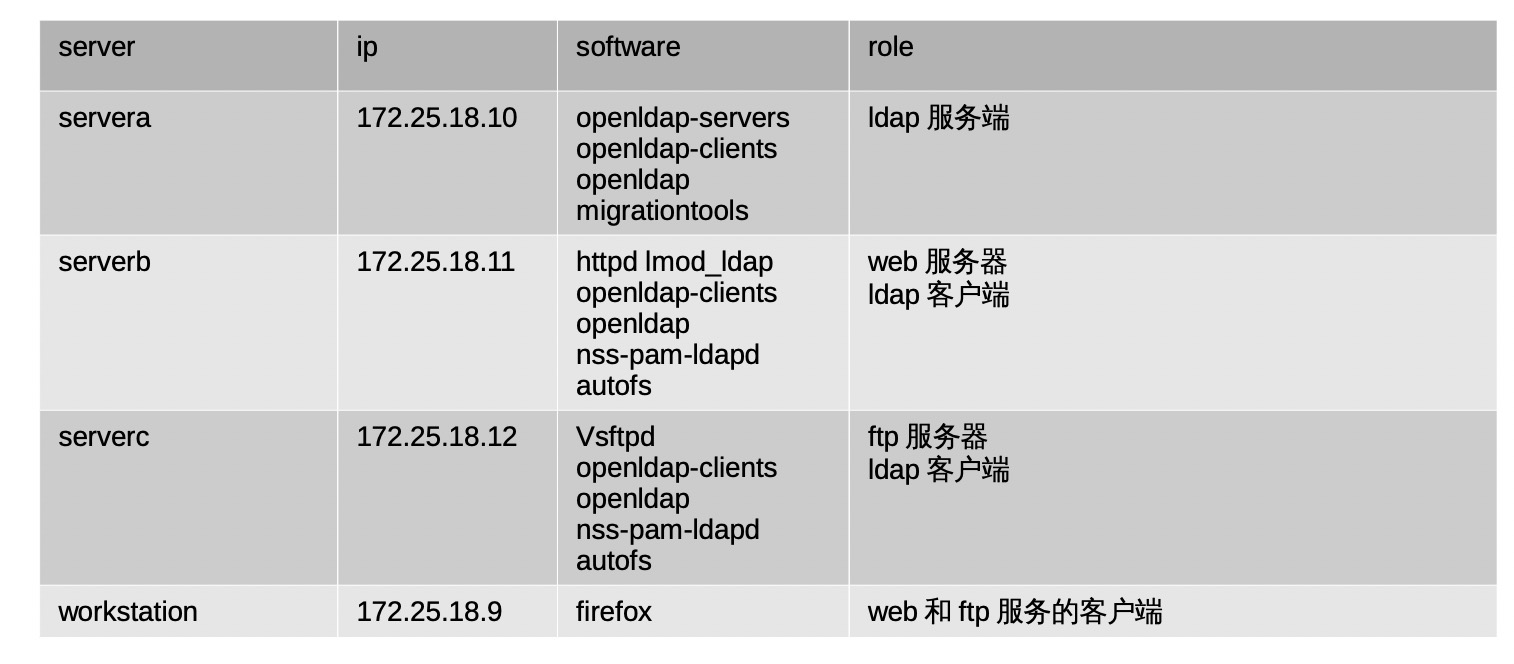 server ip software role
servera 172.25.18.10 openldap-servers ldap 服务端
openldap-clients
openldap
migrationtools
serverb 172.25.18.11 httpd lmod_ldap web 服务器
openldap-clients ldap 客户端
openldap
nss-pam-ldapd
autofs
serverc 172.25.18.12 Vsftpd ftp 服务器
openldap-clients ldap 客户端
openldap
nss-pam-ldapd
autofs
workstation 172.25.18.9 firefox web 和 ftp 服务的客户端